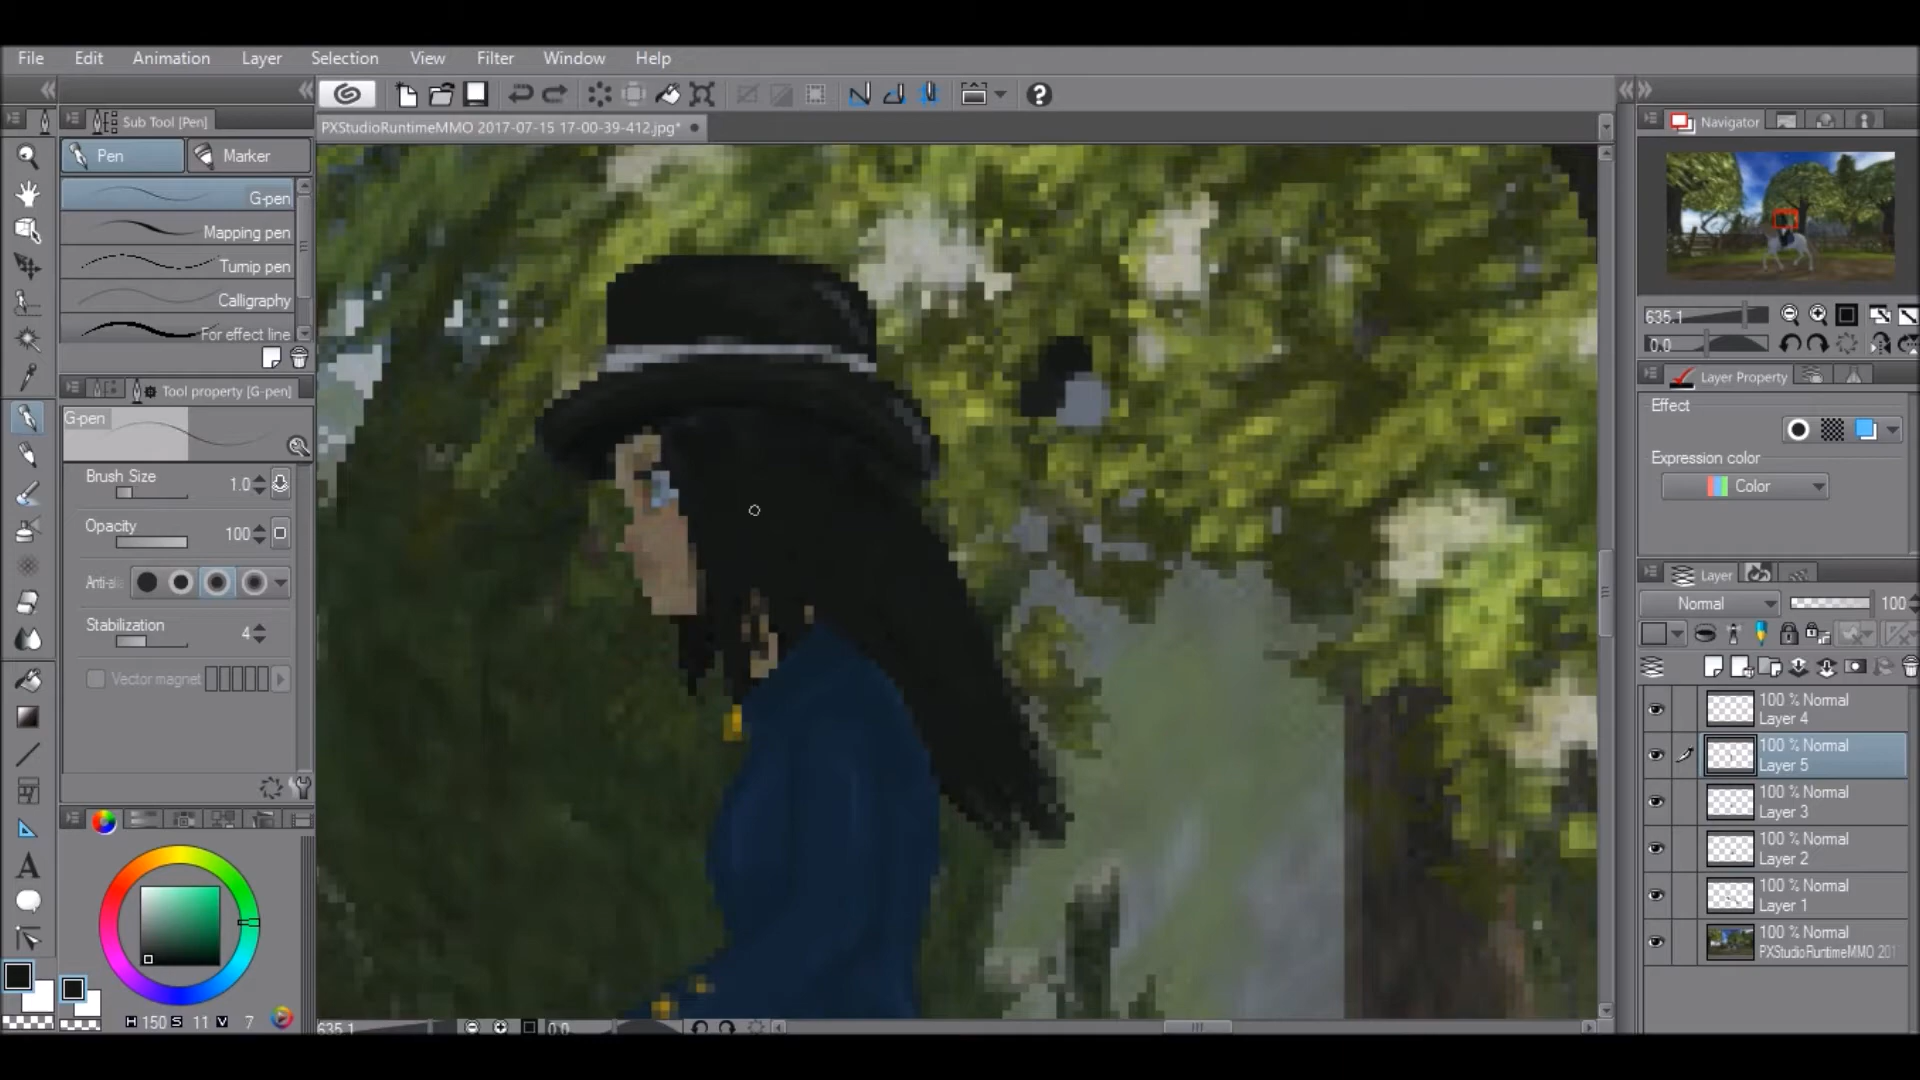 File Edit Animation Layer Selection View Filter Window Help
Sub Tool [Pen]
PXStudioRuntimeMMO 2017-07-15 17-00-39-412.jpg*
Navigator
Pen Marker
G-pen
Mapping pen
Turnip pen
Calligraphy
For effect line
635.1
0.0
Tool property [G-pen]
Layer Property
G-pen
Effect
Expression color
Color
Brush Size 1.0
Opacity 100
Anti-ali
Stabilization 4
Vector magnet
Layer
Normal 100
100 % Normal
Layer 4
100 % Normal
Layer 5
100 % Normal
Layer 3
100 % Normal
Layer 2
100 % Normal
Layer 1
100 % Normal
PXStudioRuntimeMMO 201
H 150 S 11 V 7
635.1 0.0